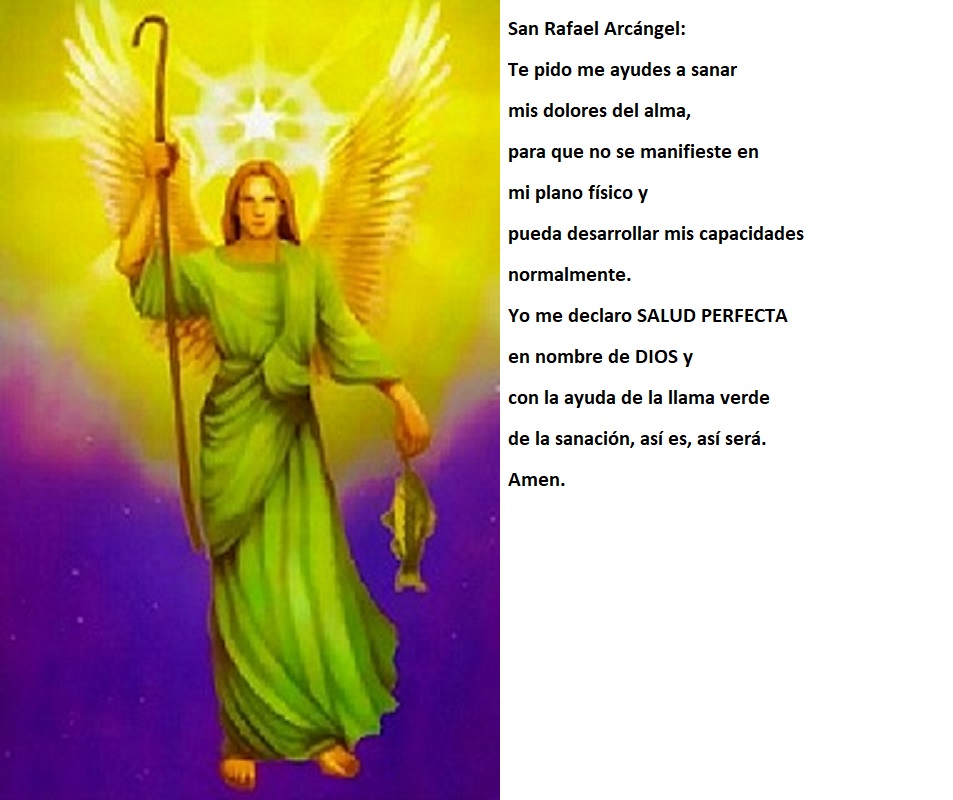 San Rafael Arcángel:
Te pido me ayudes a sanar
mis dolores del alma,
para que no se manifieste en
mi plano físico y
pueda desarrollar mis capacidades
normalmente.
Yo me declaro SALUD PERFECTA
en nombre de DIOS y
con la ayuda de la llama verde
de la sanación, así es, así será.
Amen.